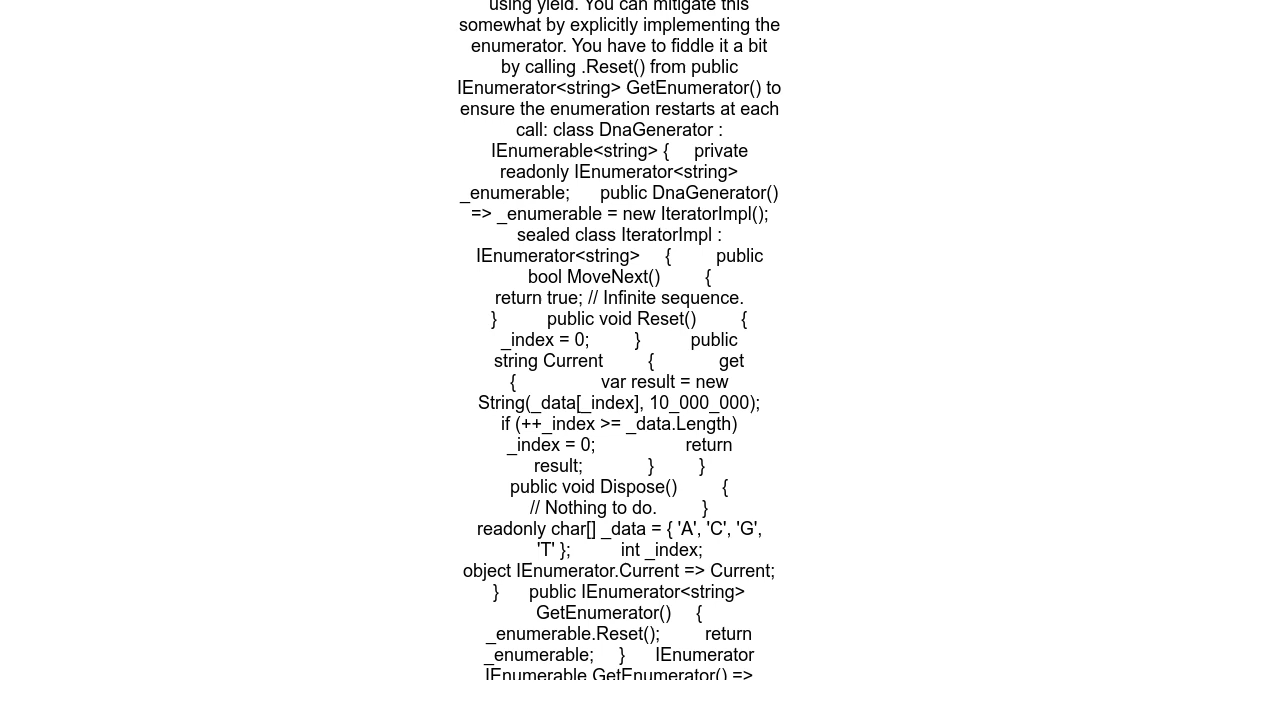 using yield. You can mitigate this
somewhat by explicitly implementing the
enumerator. You have to fiddle it a bit
by calling .Reset() from public
IEnumerator<string> GetEnumerator() to
ensure the enumeration restarts at each
call: class DnaGenerator :
IEnumerable<string> { private
readonly IEnumerator<string>
_enumerable; public DnaGenerator()
=> _enumerable = new IteratorImpl();
sealed class IteratorImpl :
IEnumerator<string> { public
bool MoveNext() {
return true; // Infinite sequence.
} public void Reset() {
_index = 0; } public
string Current { get
{ var result = new
String(_data[_index], 10_000_000);
if (++_index >= _data.Length)
_index = 0; return
result; } }
public void Dispose() {
// Nothing to do. }
readonly char[] _data = { 'A', 'C', 'G',
'T' }; int _index;
object IEnumerator.Current => Current;
} public IEnumerator<string>
GetEnumerator() {
_enumerable.Reset(); return
_enumerable; } IEnumerator
IEnumerable.GetEnumerator() =>